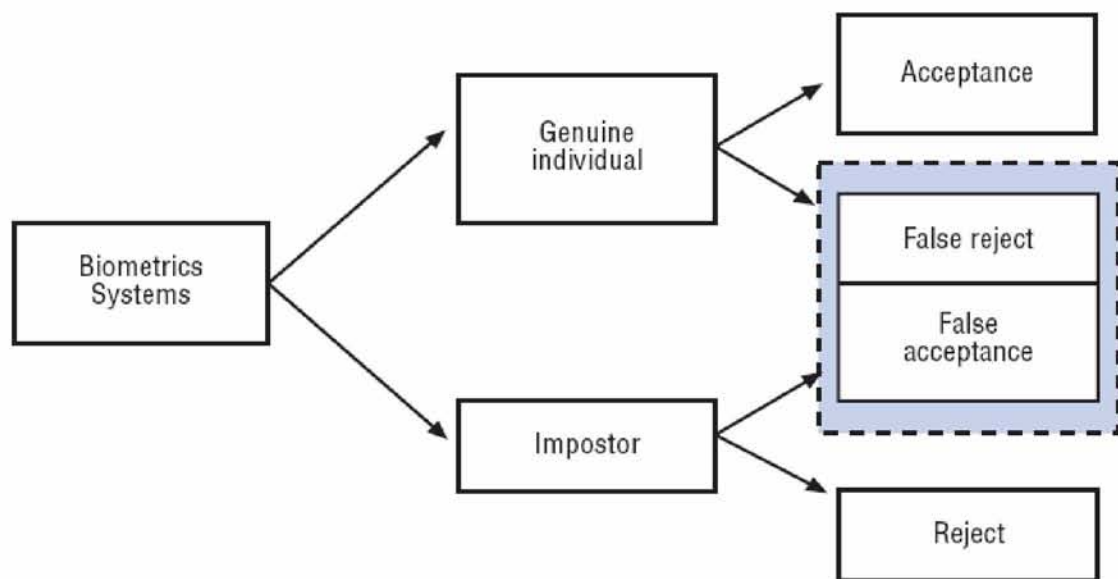 Biometrics
Systems
Genuine
individual
Impostor
Acceptance
False reject
False
acceptance
Reject